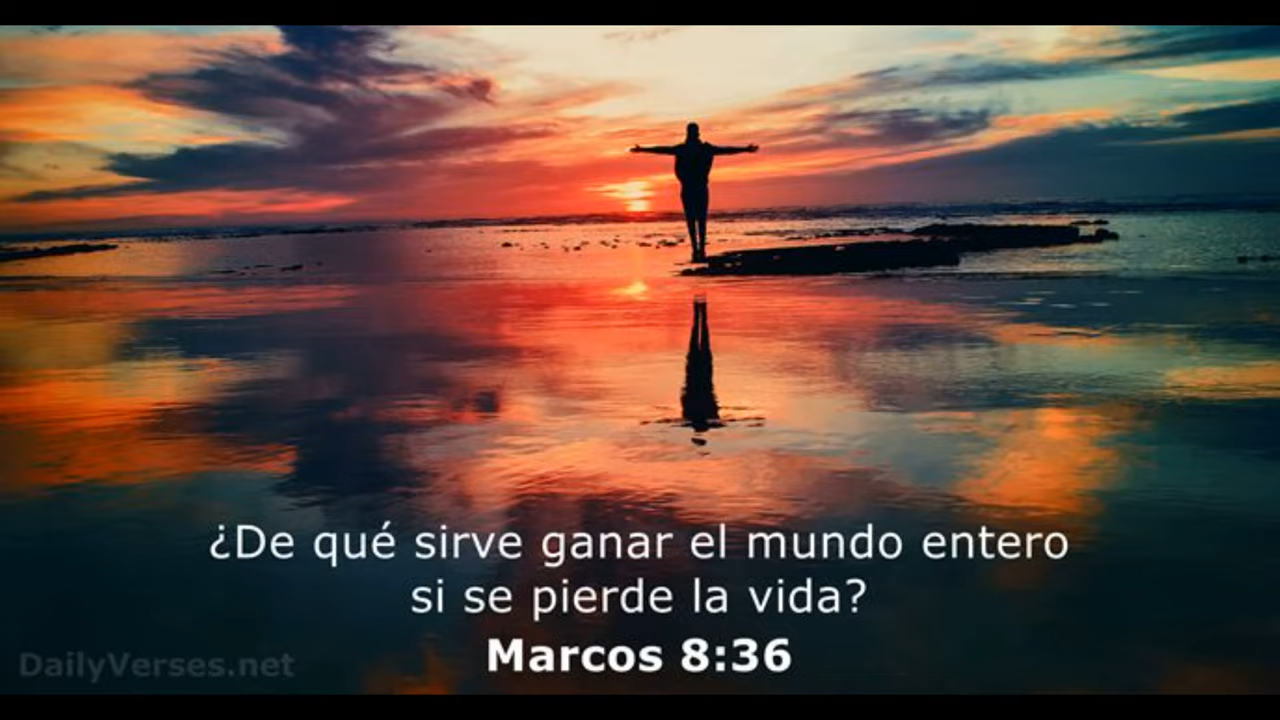 ¿De qué sirve ganar el mundo entero
si se pierde la vida?
Marcos 8:36
DailyVerses.net